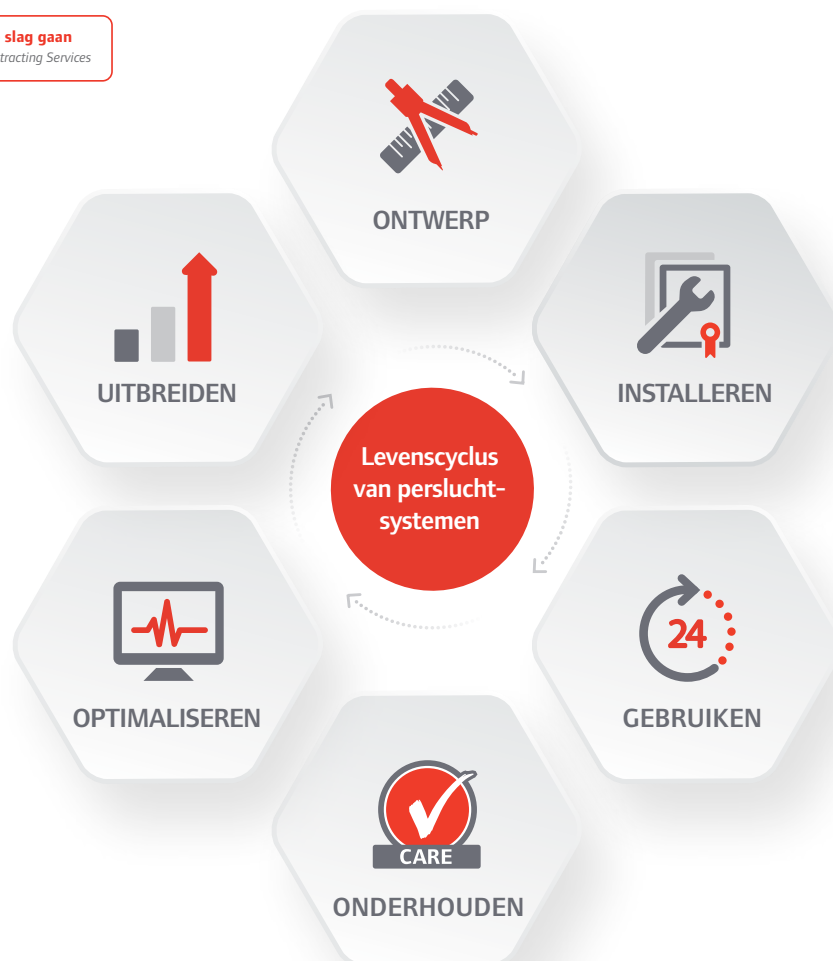 slag gaan
tracting Services
ONTWERP
INSTALLEREN
GEBRUIKEN
24
ONDERHOUDEN
CARE
OPTIMALISEREN
UITBREIDEN
Levenscyclus
van perslucht-
systemen